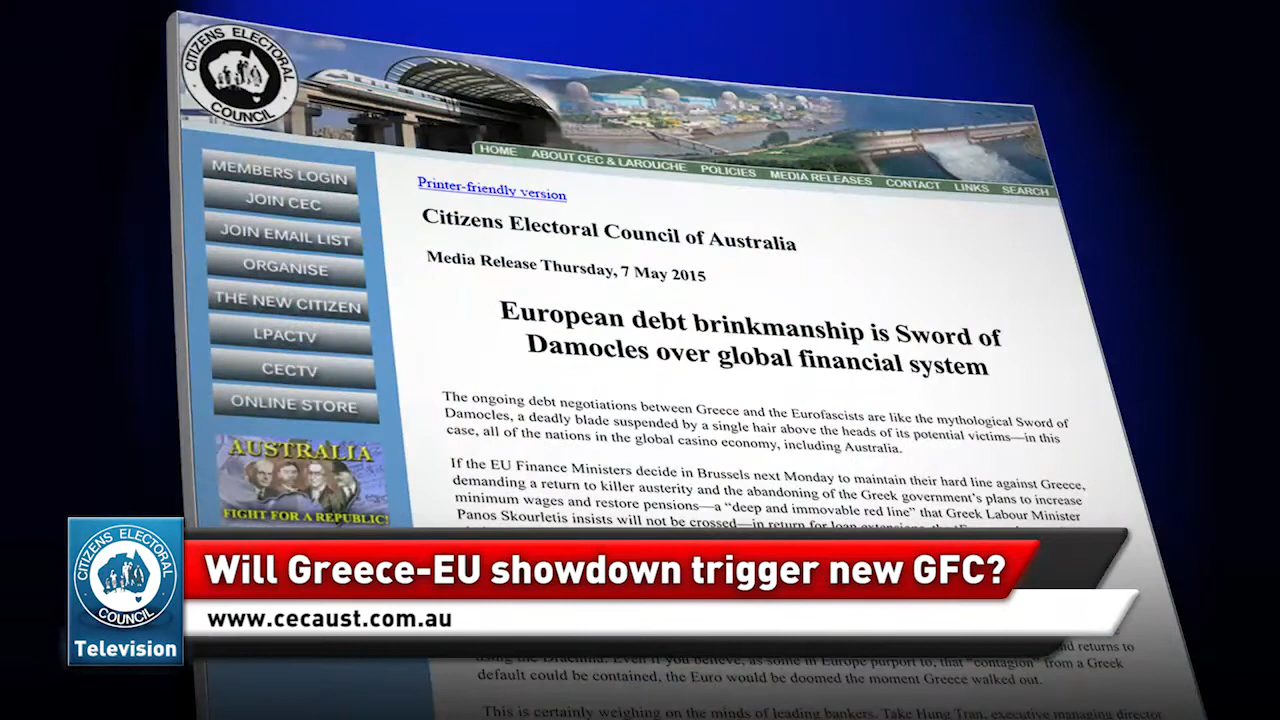 CITIZENS ELECTORAL
COUNCIL
HOME ABOUT CEC & LAROUCHE POLICIES MEDIA RELEASES CONTACT LINKS SEARCH
MEMBERS LOGIN
JOIN CEC
JOIN EMAIL LIST
ORGANISE
THE NEW CITIZEN
LPACTV
CECTV
ONLINE STORE
AUSTRALIA
FIGHT FOR A REPUBLIC!
Printer-friendly version
Citizens Electoral Council of Australia
Media Release Thursday, 7 May 2015
European debt brinkmanship is Sword of
Damocles over global financial system
The ongoing debt negotiations between Greece and the Eurofascists are like the mythological Sword of
Damocles, a deadly blade suspended by a single hair above the heads of its potential victims—in this
case, all of the nations in the global casino economy, including Australia.
If the EU Finance Ministers decide in Brussels next Monday to maintain their hard line against Greece,
demanding a return to killer austerity and the abandoning of the Greek government's plans to increase
minimum wages and restore pensions—a “deep and immovable red line” that Greek Labour Minister
Panos Skourletis insists will not be crossed—in return for loan extensions, the
Will Greece-EU showdown trigger new GFC?
www.cecaust.com.au
CITIZENS ELECTORAL
COUNCIL
Television
returns to
using the Drachma. Even if you believe, as some in Europe purport to, that “contagion” from a Greek
default could be contained, the Euro would be doomed the moment Greece walked out.
This is certainly weighing on the minds of leading bankers. Take Hung Tran, executive managing director